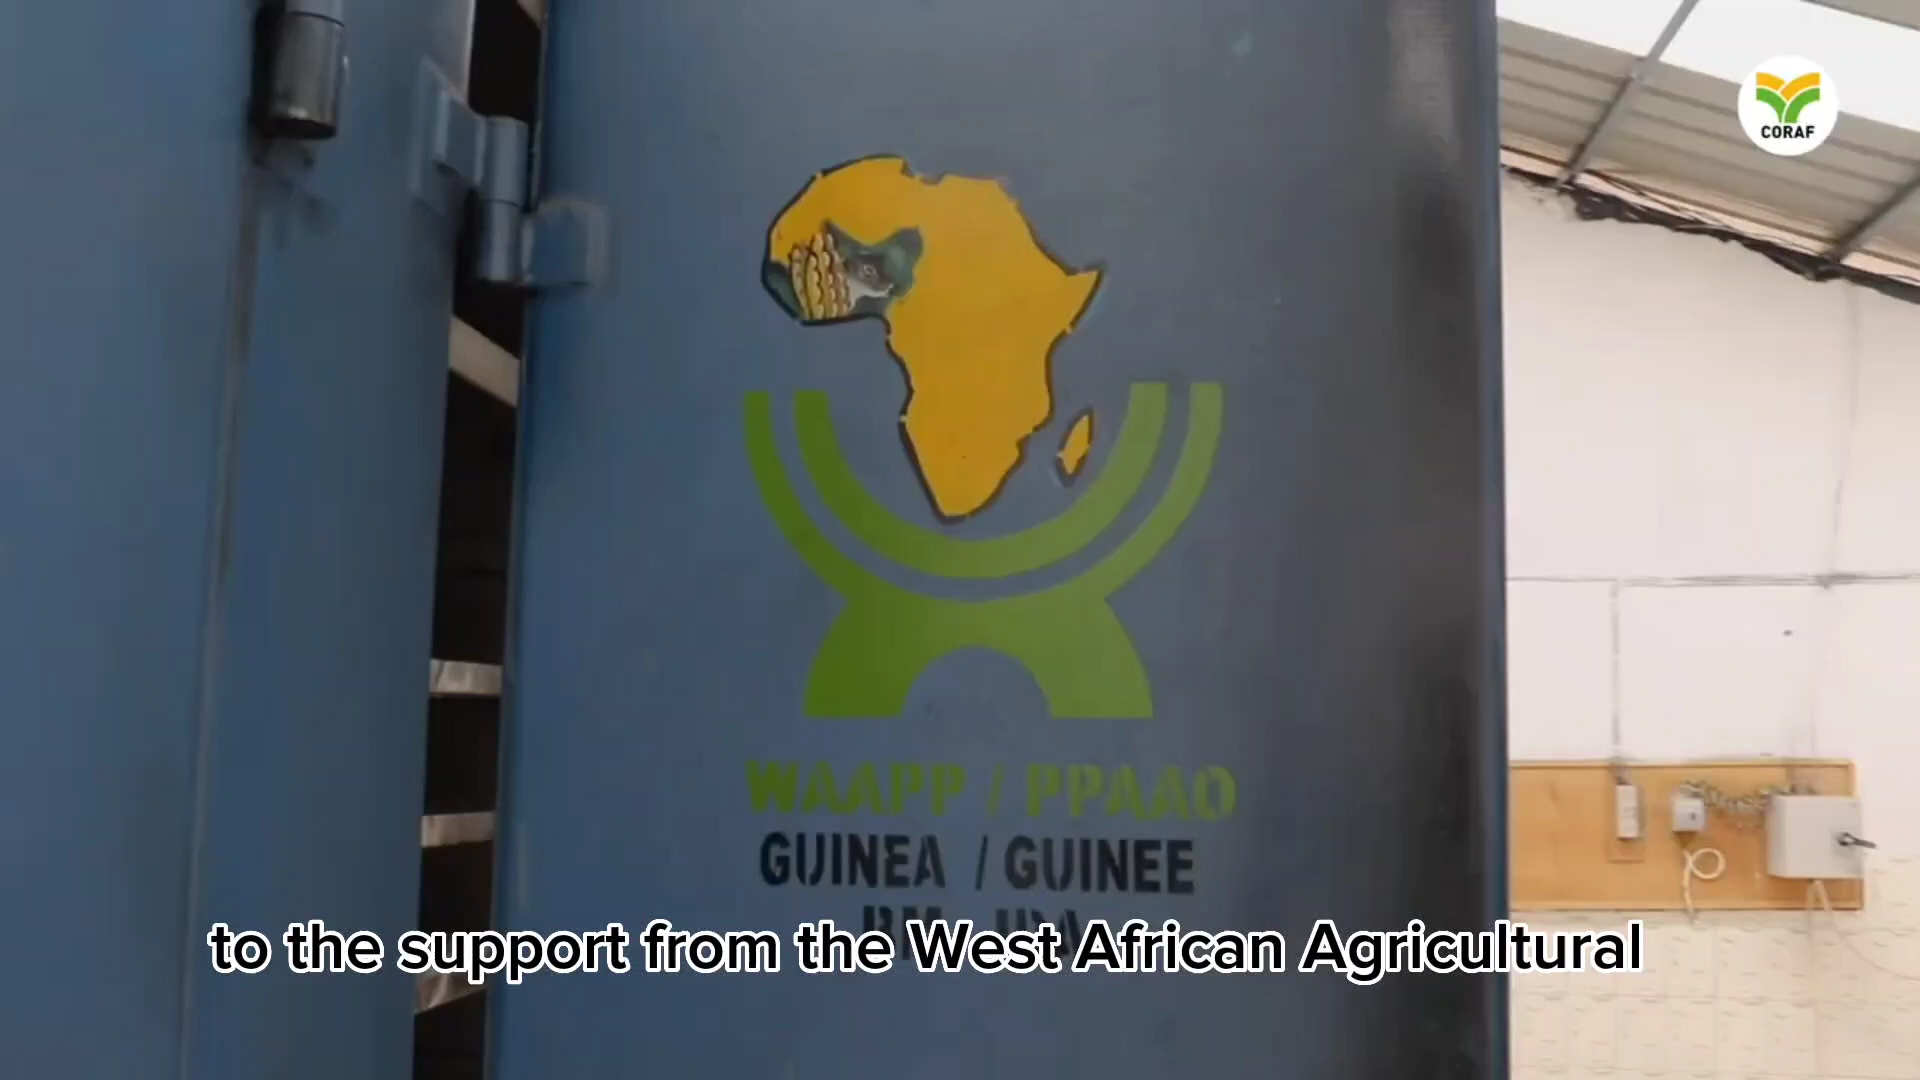 CORAF
WAAPP / PPAAO
GUINEA / GUINEE
to the support from the West African Agricultural